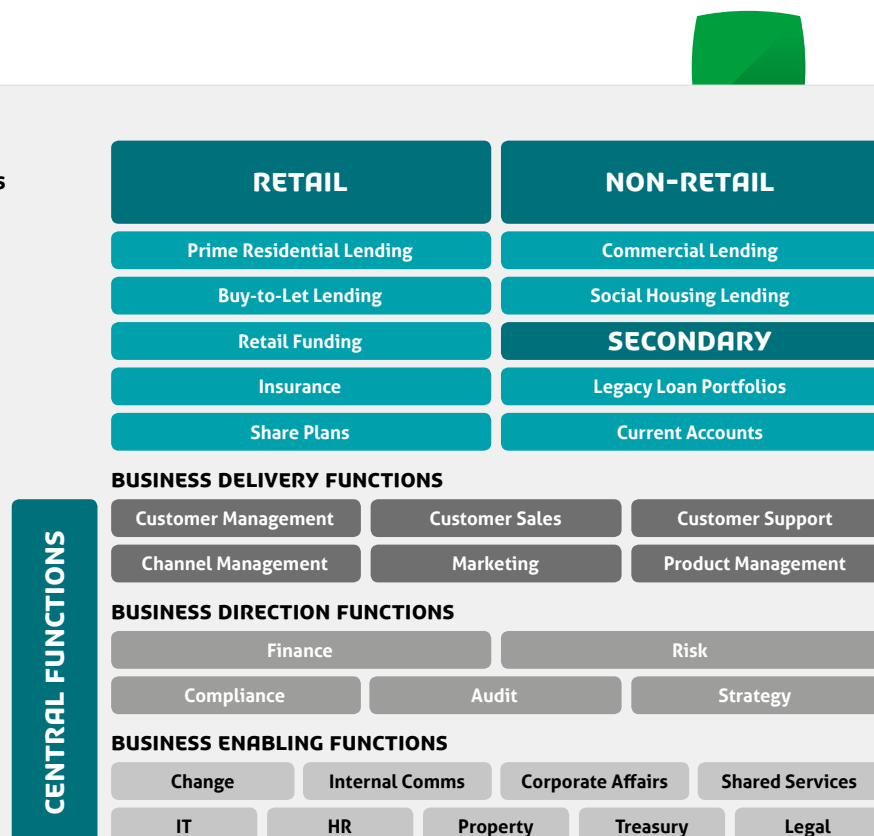 s
RETAIL
NON-RETAIL
Prime Residential Lending
Commercial Lending
Buy-to-Let Lending
Social Housing Lending
Retail Funding
SECONDARY
Insurance
Legacy Loan Portfolios
Share Plans
Current Accounts
BUSINESS DELIVERY FUNCTIONS
CENTRAL FUNCTIONS
Customer Management
Customer Sales
Customer Support
Channel Management
Marketing
Product Management
BUSINESS DIRECTION FUNCTIONS
Finance
Risk
Compliance
Audit
Strategy
BUSINESS ENABLING FUNCTIONS
Change
Internal Comms
Corporate Affairs
Shared Services
IT
HR
Property
Treasury
Legal